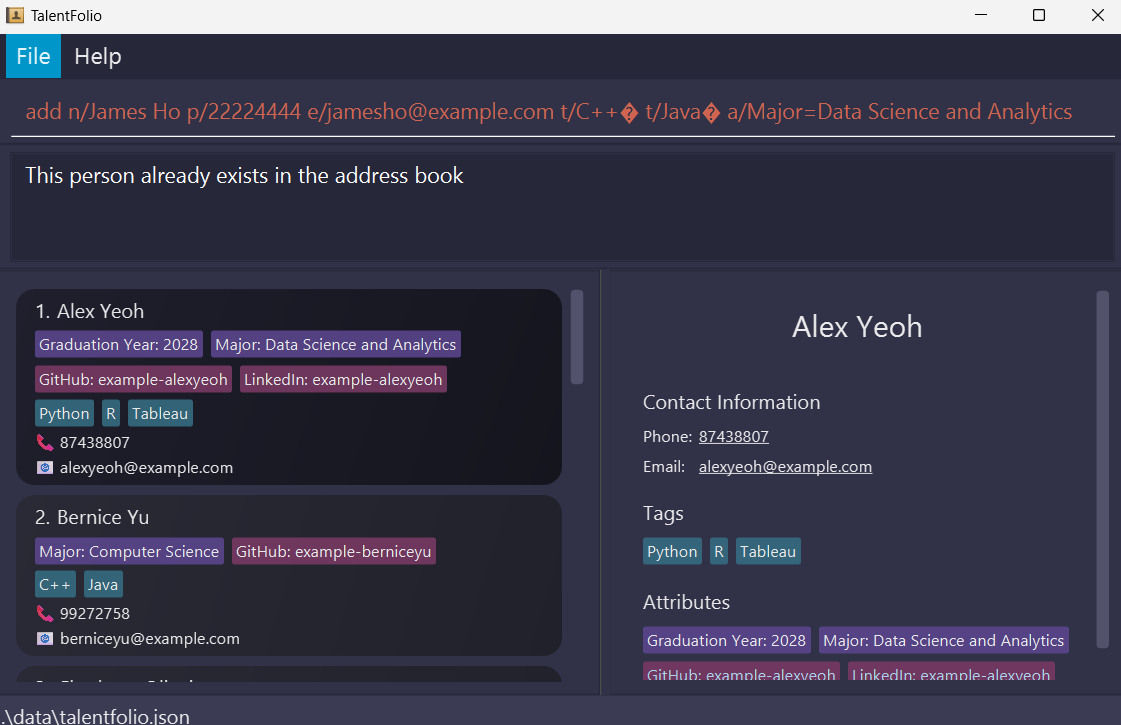 TalentFolio
File Help
add n/James Ho p/22224444 e/jamesho@example.com t/C++� t/Java� a/Major=Data Science and Analytics
This person already exists in the address book
1. Alex Yeoh
Graduation Year: 2028 Major: Data Science and Analytics
GitHub: example-alexyeoh LinkedIn: example-alexyeoh
Python R Tableau
87438807
alexyeoh@example.com
2. Bernice Yu
Major: Computer Science GitHub: example-berniceyu
C++ Java
99272758
berniceyu@example.com
Alex Yeoh
Contact Information
Phone: 87438807
Email: alexyeoh@example.com
Tags
Python R Tableau
Attributes
Graduation Year: 2028 Major: Data Science and Analytics
GitHub: example-alexyeoh LinkedIn: example-alexyeoh
.\data\talentfolio.json